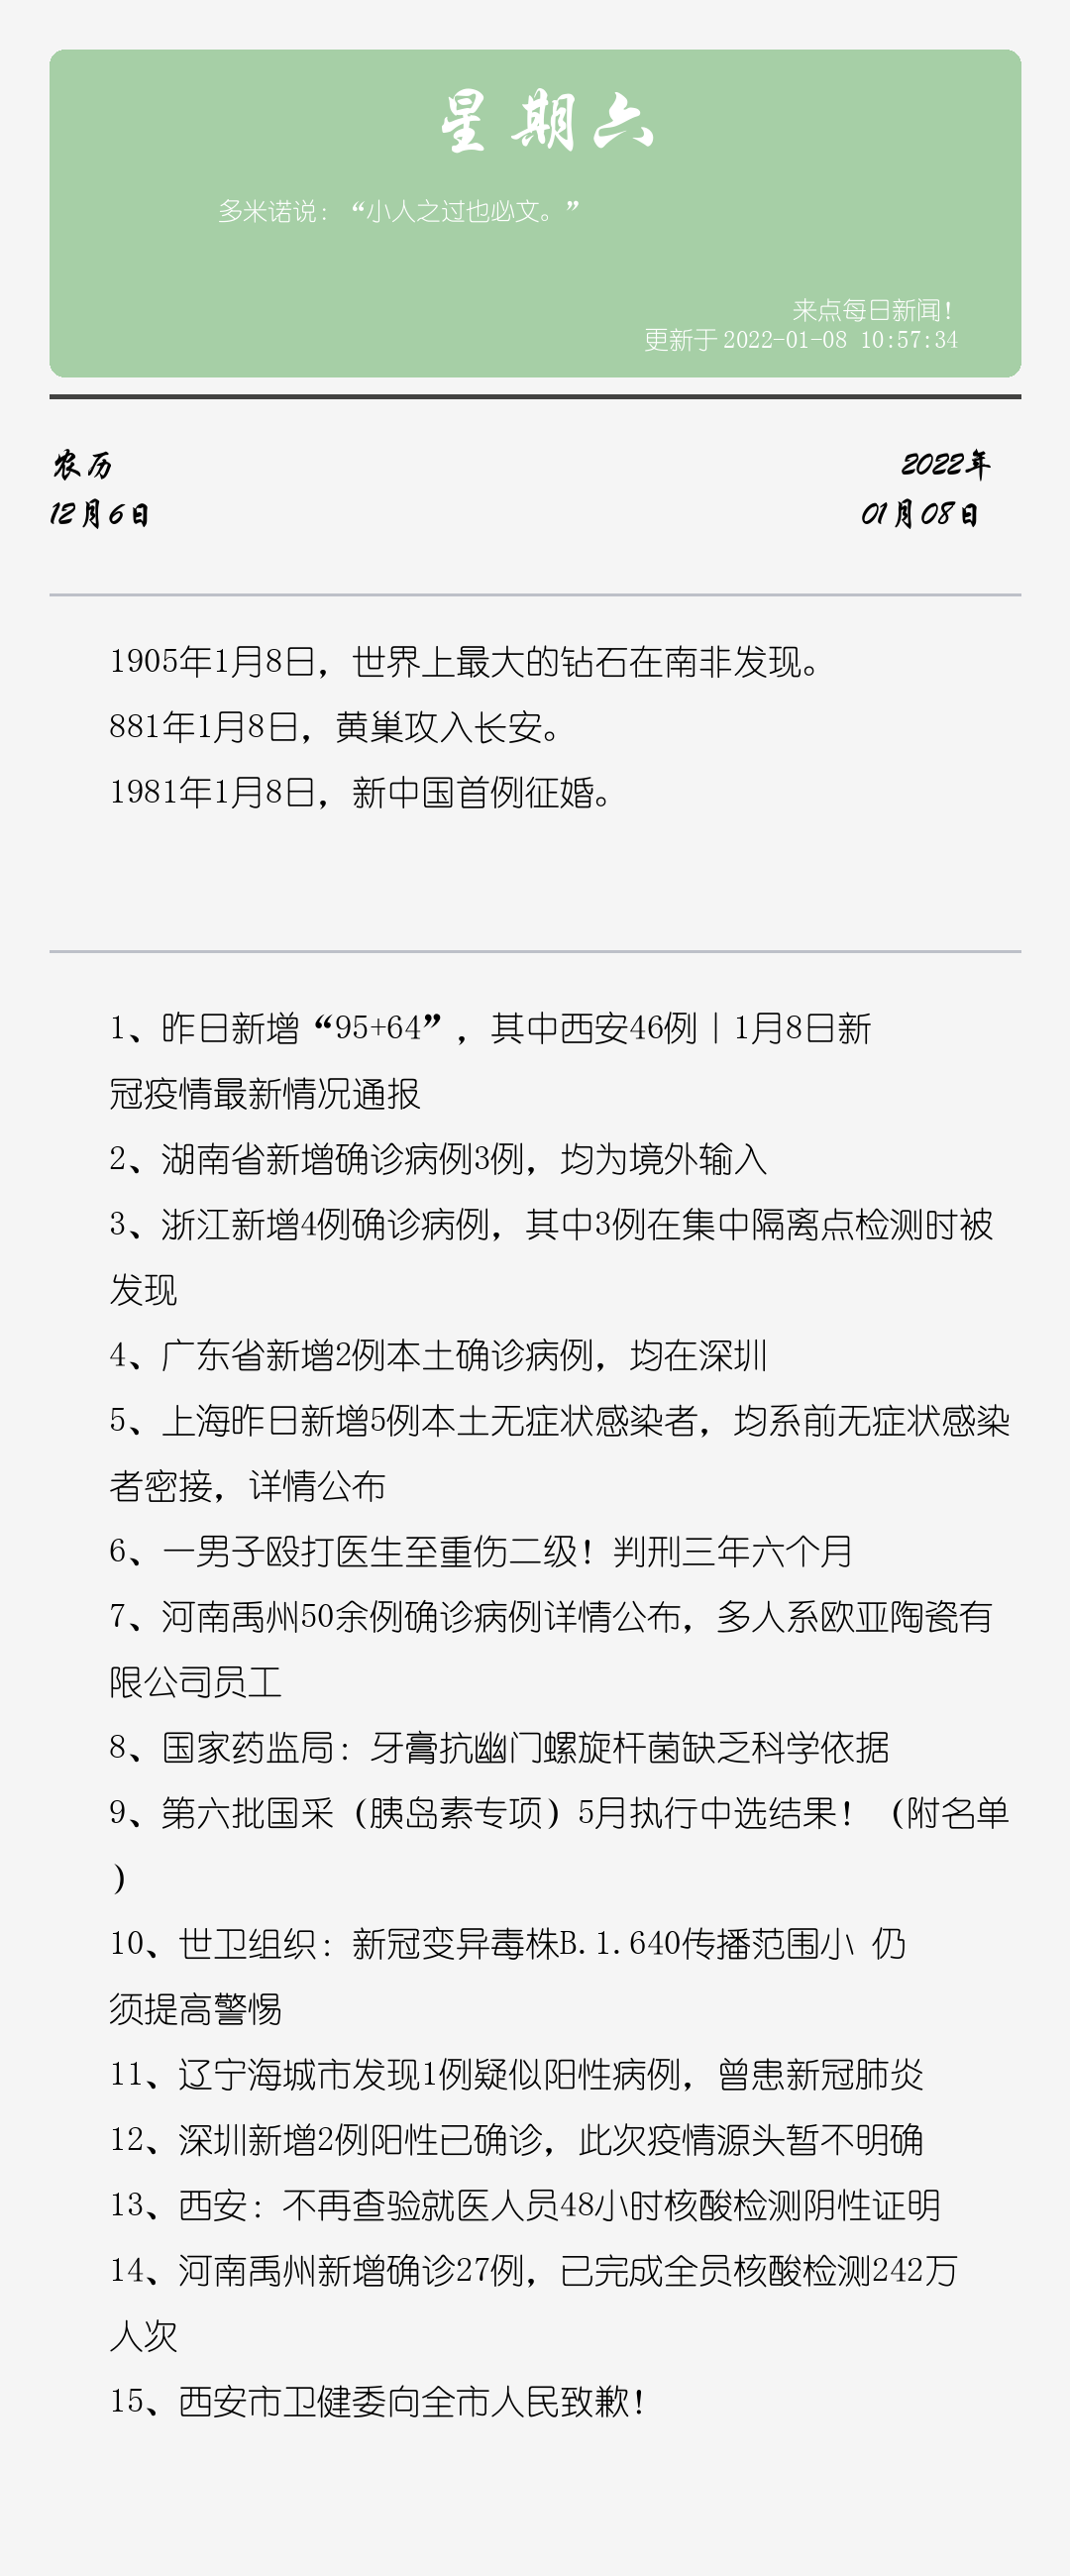 星期六
多米诺说：“小人之过也必文。”
来点每日新闻！
更新于 2022-01-08 10:57:34
农历
12月6日
2022年
01月08日
1905年1月8日，世界上最大的钻石在南非发现。
881年1月8日，黄巢攻入长安。
1981年1月8日，新中国首例征婚。
1、昨日新增“95+64”，其中西安46例｜1月8日新
冠疫情最新情况通报
2、湖南省新增确诊病例3例，均为境外输入
3、浙江新增4例确诊病例，其中3例在集中隔离点检测时被
发现
4、广东省新增2例本土确诊病例，均在深圳
5、上海昨日新增5例本土无症状感染者，均系前无症状感染
者密接，详情公布
6、一男子殴打医生至重伤二级！判刑三年六个月
7、河南禹州50余例确诊病例详情公布，多人系欧亚陶瓷有
限公司员工
8、国家药监局：牙膏抗幽门螺旋杆菌缺乏科学依据
9、第六批国采（胰岛素专项）5月执行中选结果！（附名单
）
10、世卫组织：新冠变异毒株B.1.640传播范围小 仍
须提高警惕
11、辽宁海城市发现1例疑似阳性病例，曾患新冠肺炎
12、深圳新增2例阳性已确诊，此次疫情源头暂不明确
13、西安：不再查验就医人员48小时核酸检测阴性证明
14、河南禹州新增确诊27例，已完成全员核酸检测242万
人次
15、西安市卫健委向全市人民致歉！